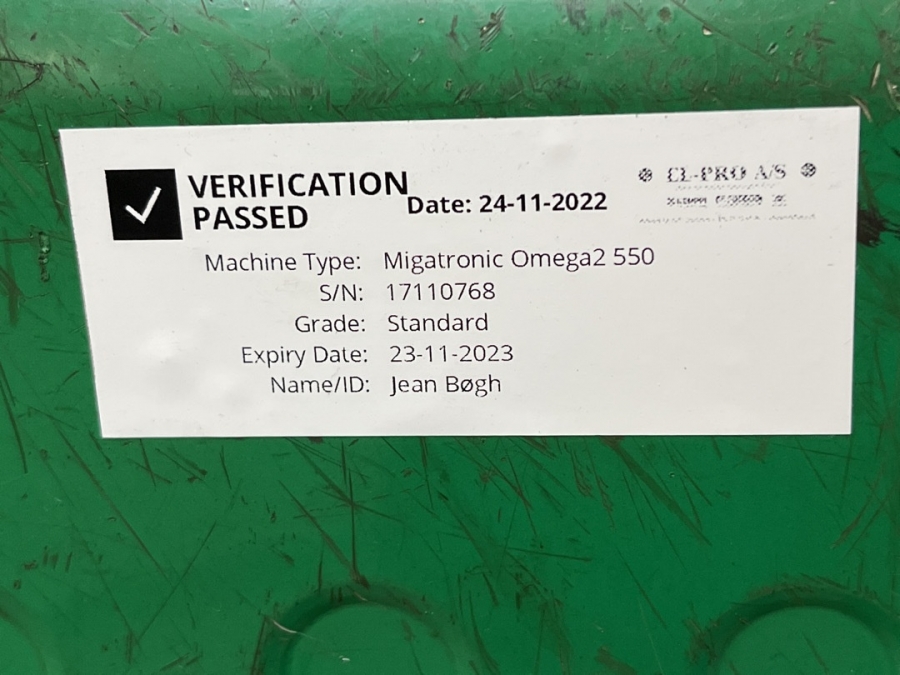 VERIFICATION
PASSED
Date: 24-11-2022
CL-PRO A/S
Machine Type: Migatronic Omega2 550
S/N: 17110768
Grade: Standard
Expiry Date: 23-11-2023
Name/ID: Jean Bøgh